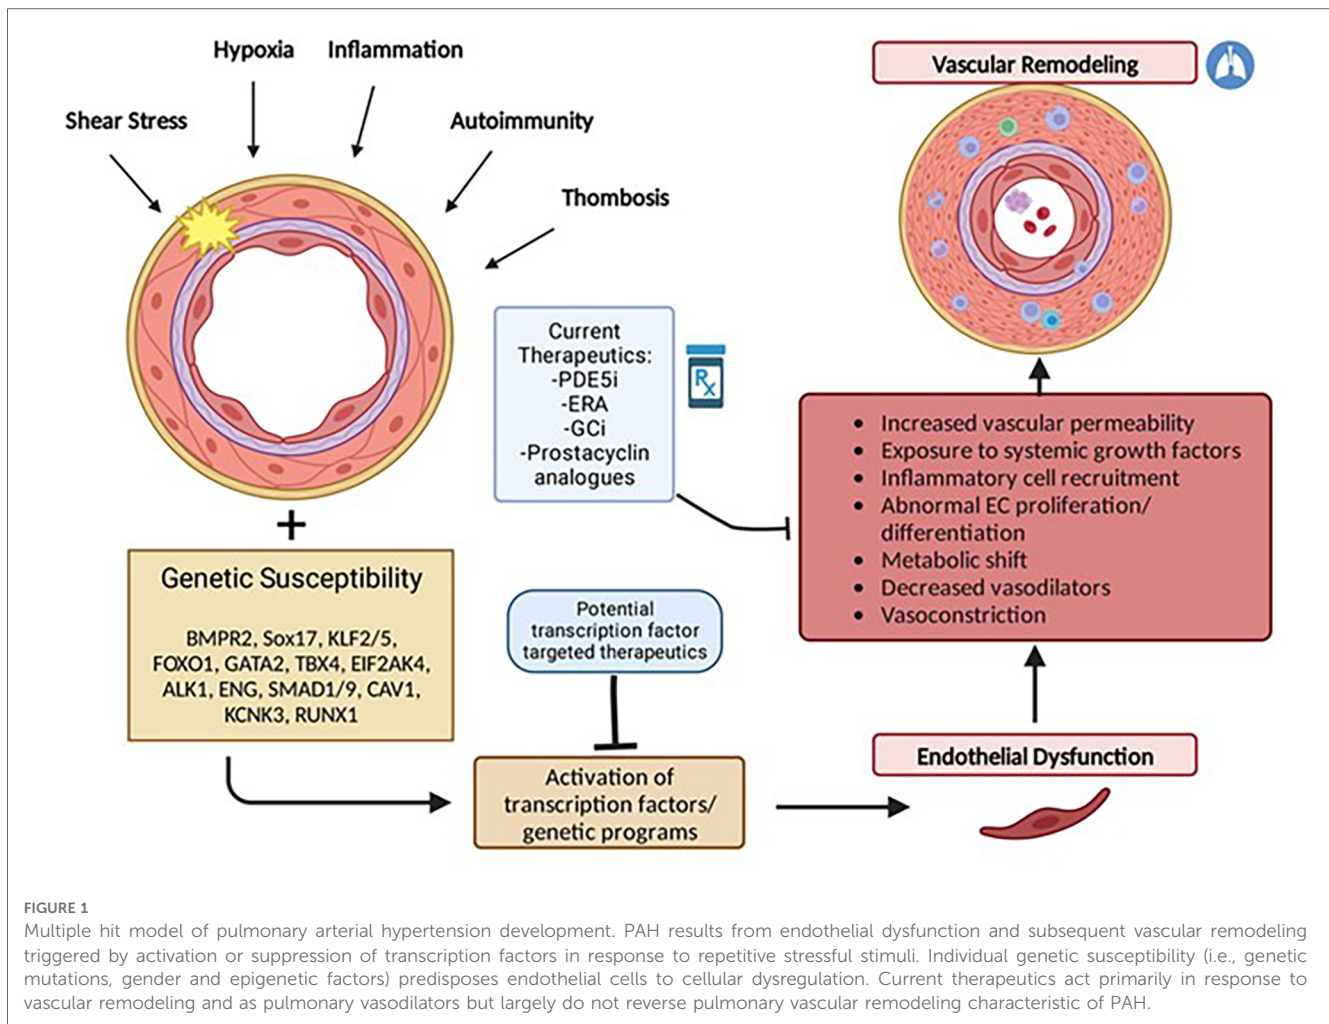 Hypoxia
Inflammation
Shear Stress
Autoimmunity
Thombosis
Vascular Remodeling
Current
Therapeutics:
-PDE5i
-ERA
-GCi
-Prostacyclin
analogues
Rx
• Increased vascular permeability
• Exposure to systemic growth factors
• Inflammatory cell recruitment
• Abnormal EC proliferation/
differentiation
• Metabolic shift
• Decreased vasodilators
• Vasoconstriction
+
Genetic Susceptibility
BMPR2, Sox17, KLF2/5,
FOXO1, GATA2, TBX4, EIF2AK4,
ALK1, ENG, SMAD1/9, CAV1,
KCNK3, RUNX1
Potential
transcription factor
targeted therapeutics
Activation of
transcription factors/
genetic programs
Endothelial Dysfunction
FIGURE 1
Multiple hit model of pulmonary arterial hypertension development. PAH results from endothelial dysfunction and subsequent vascular remodeling
triggered by activation or suppression of transcription factors in response to repetitive stressful stimuli. Individual genetic susceptibility (i.e., genetic
mutations, gender and epigenetic factors) predisposes endothelial cells to cellular dysregulation. Current therapeutics act primarily in response to
vascular remodeling and as pulmonary vasodilators but largely do not reverse pulmonary vascular remodeling characteristic of PAH.